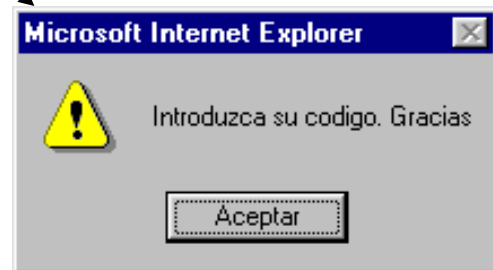 Microsoft Internet Explorer
Introduzca su codigo. Gracias
Aceptar